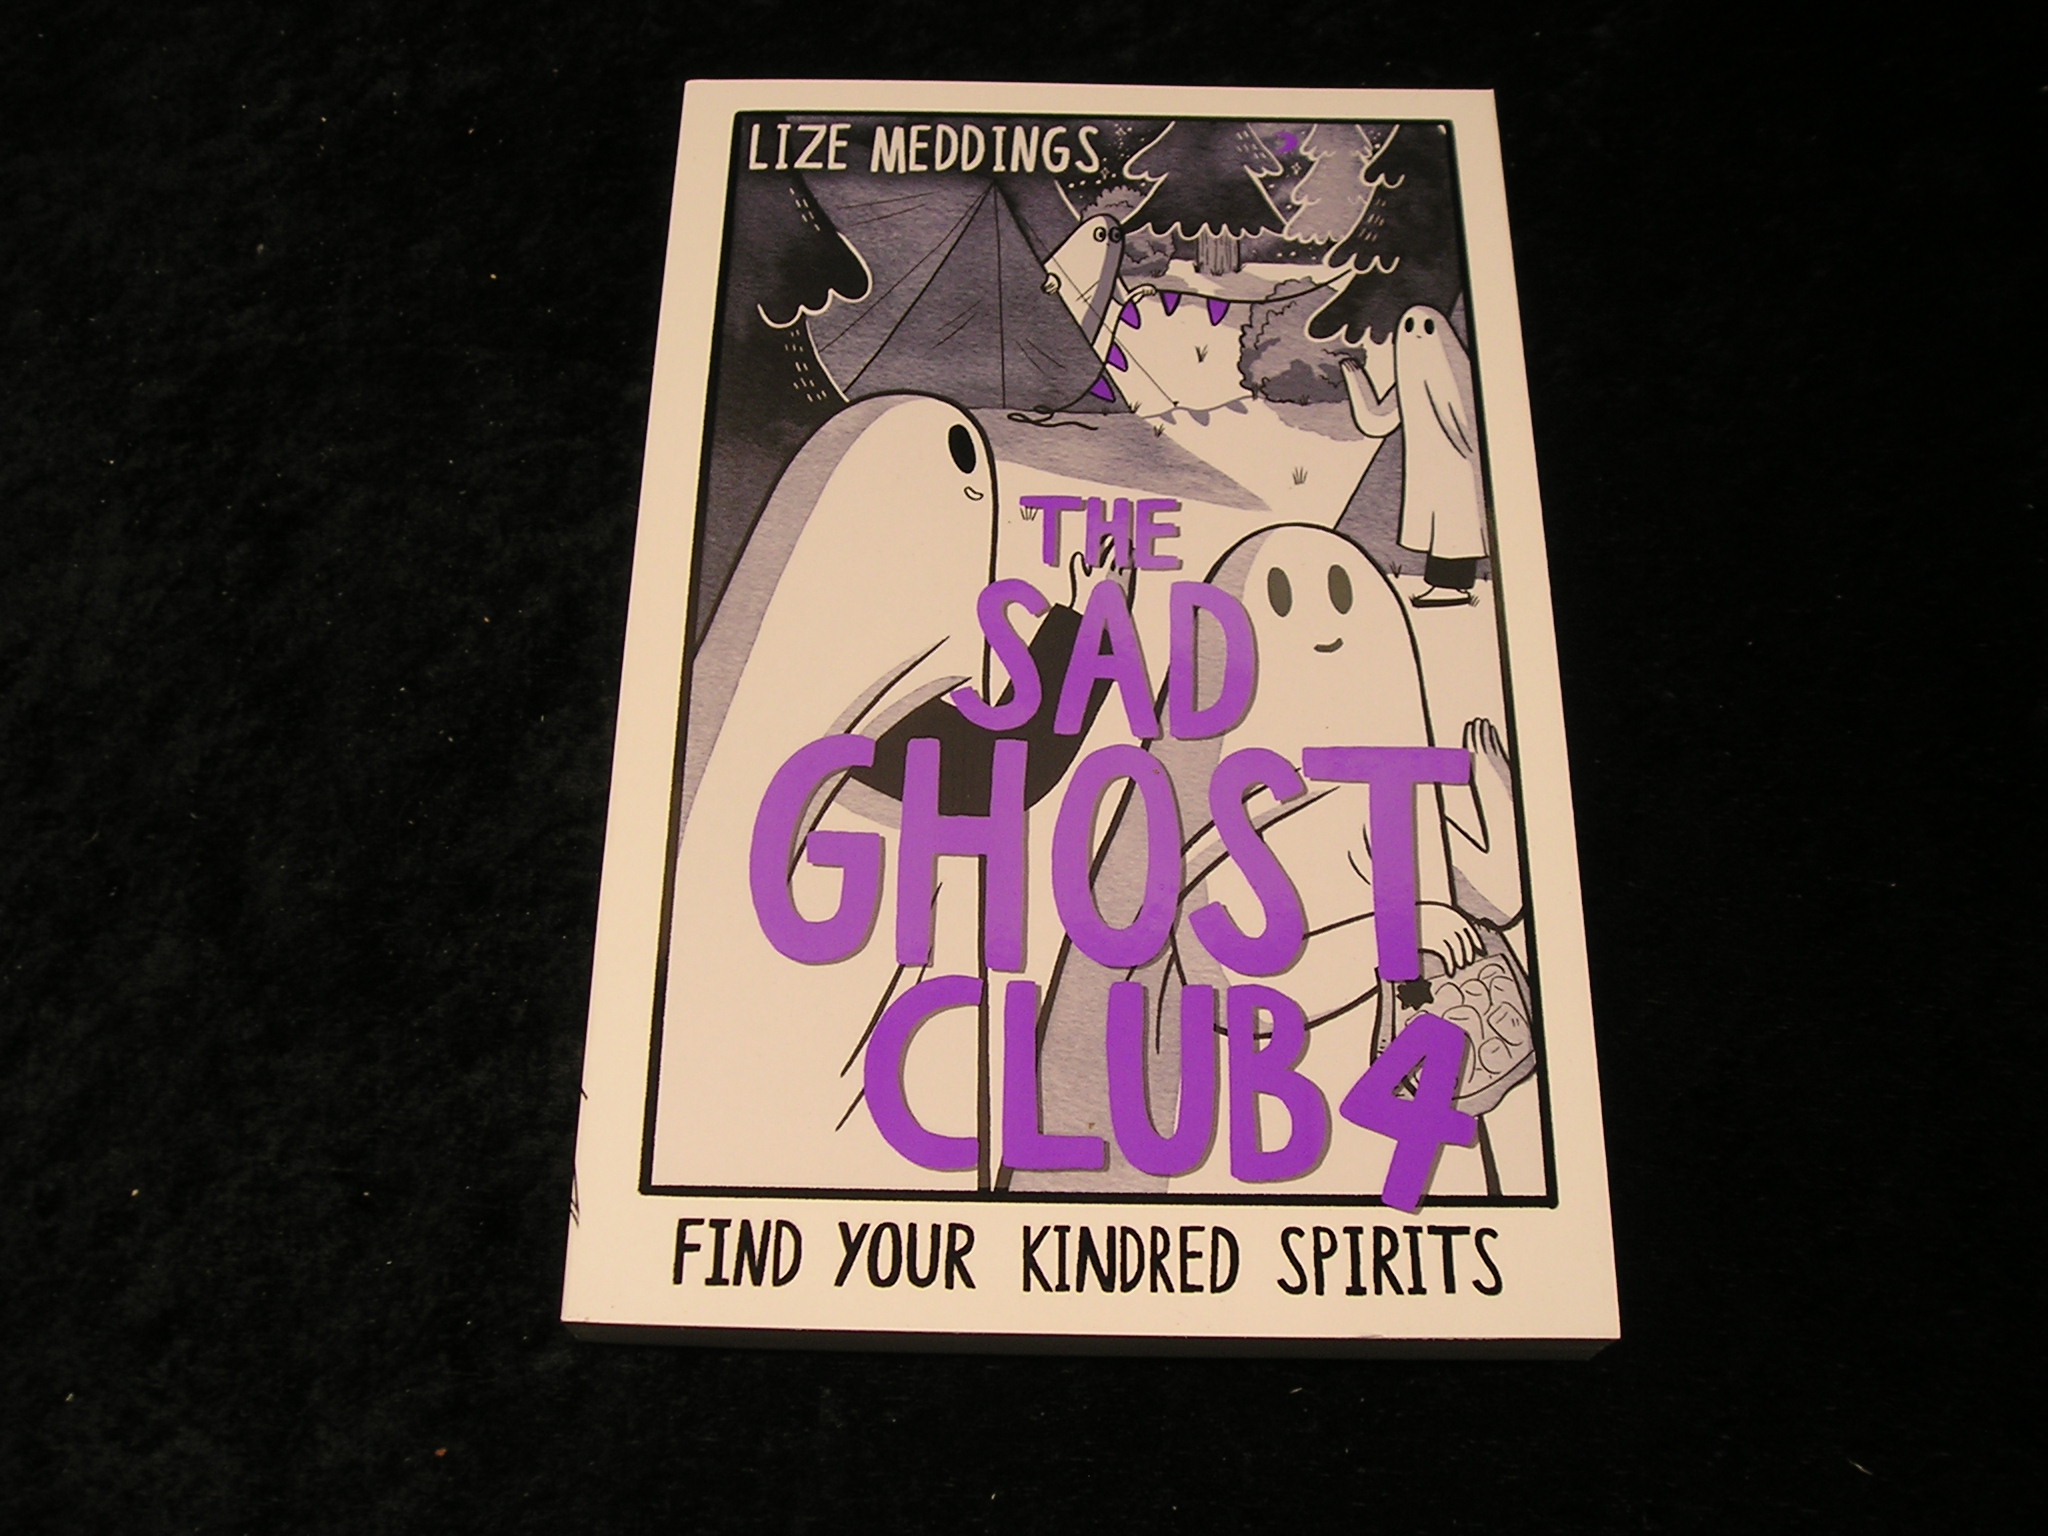 LIZE MEDDINGS
THE
SAD
GHOST
CLUB 4
FIND YOUR KINDRED SPIRITS